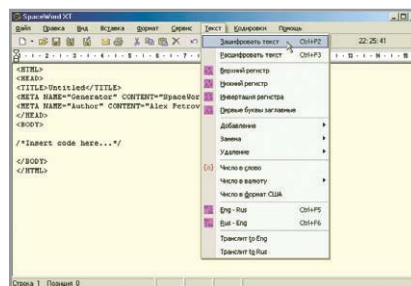 SpaceWord XT
Файл Правка Вид Вставка Формат Сервис Текст Кодировки Помощь
22:25:41
Зашифровать текст Ctrl+F2
Расшифровать текст Ctrl+F3
Верхний регистр
Нижний регистр
Инвертация регистра
Первые буквы заглавные
Добавление
Замена
Удаление
Число в слово
Число в валюту
Число в формат США
Eng - Rus Ctrl+F5
Rus - Eng Ctrl+F6
Транслит to Eng
Транслит to Rus
<HTML>
<HEAD>
<TITLE>Untitled</TITLE>
<META NAME="Generator" CONTENT="SpaceWor
<META NAME="Author" CONTENT="Alex Petrov
</HEAD>
<BODY>
/*Insert code here...*/
</BODY>
</HTML>
Строка 1 Позиция 0